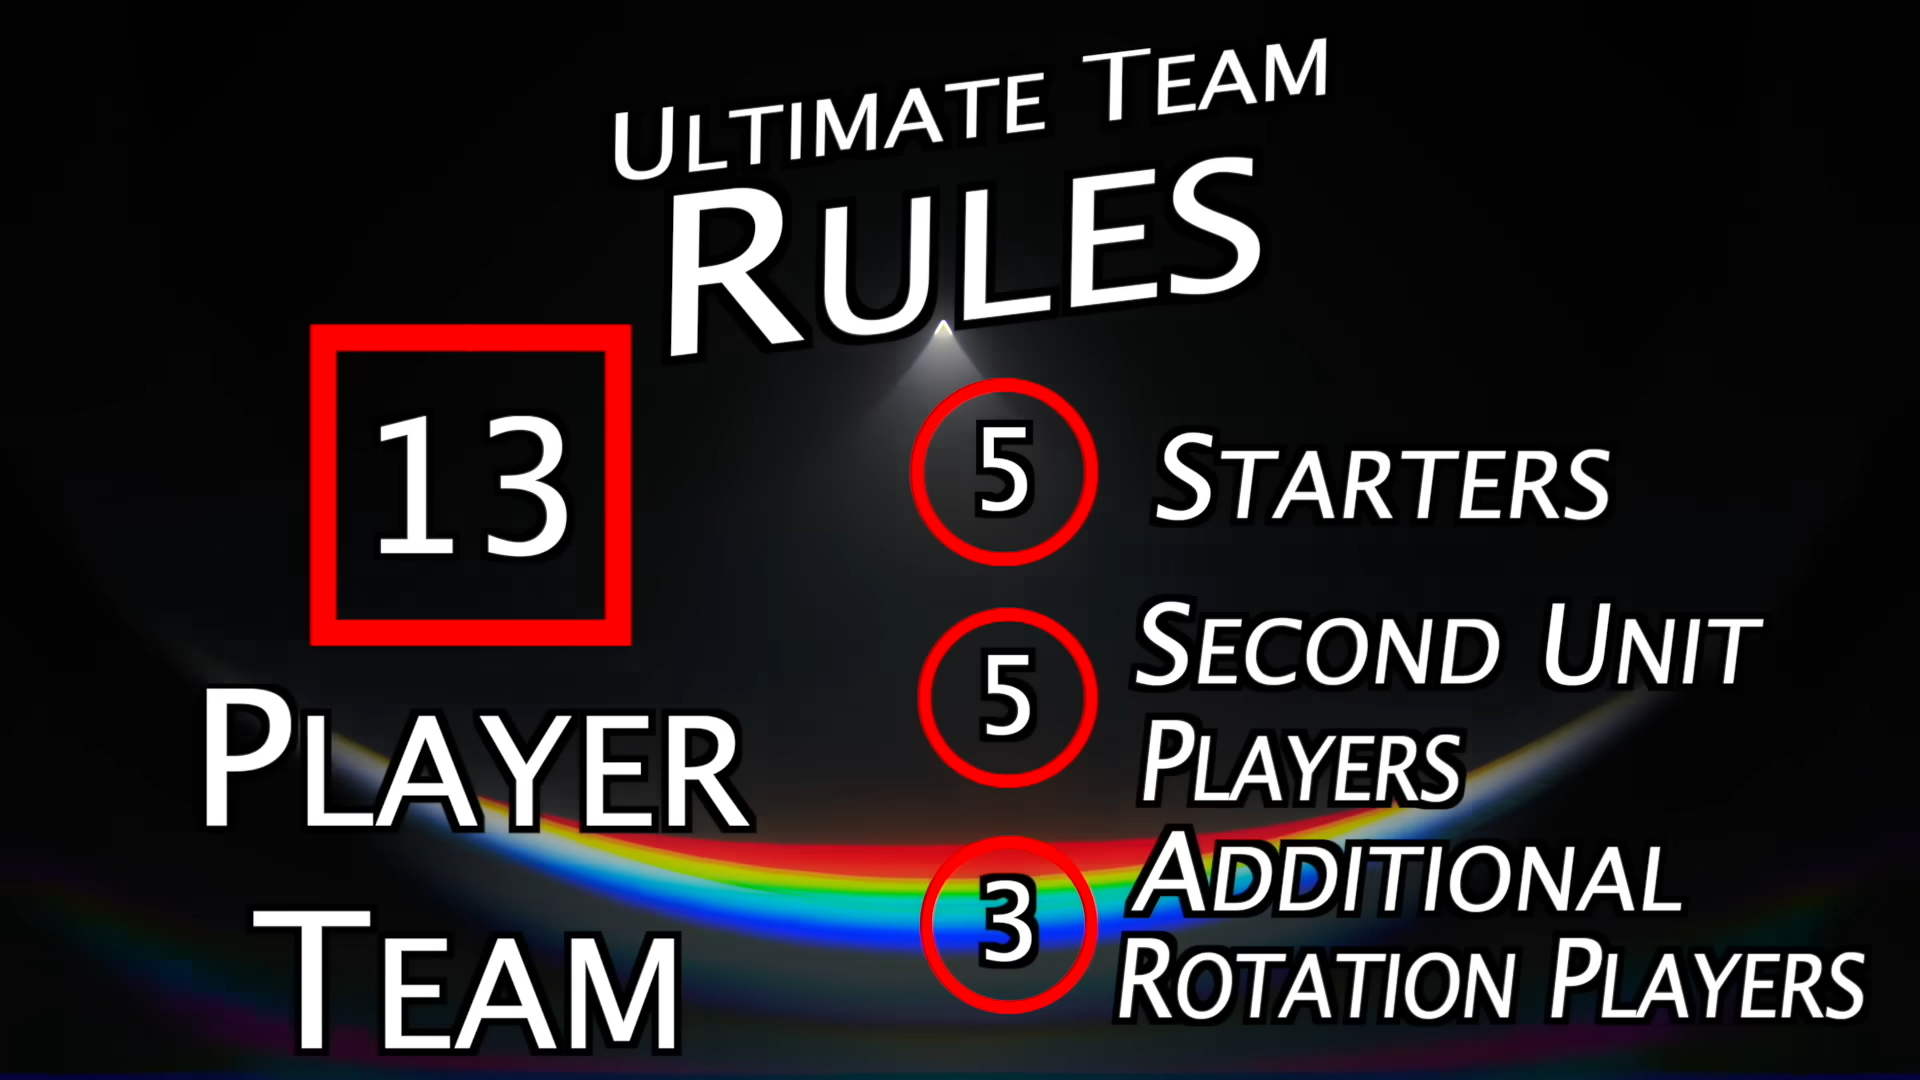 ULTIMATE TEAM
RULES
13
PLAYER
TEAM
5
STARTERS
5
SECOND UNIT
PLAYERS
3
ADDITIONAL
ROTATION PLAYERS